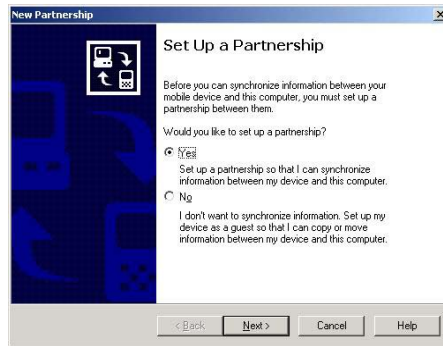 New Partnership
Set Up a Partnership
Before you can synchronize information between your
mobile device and this computer, you must set up a
partnership between them.
Would you like to set up a partnership?
Yes
Set up a partnership so that I can synchronize
information between my device and this computer.
No
I don't want to synchronize information. Set up my
device as a guest so that I can copy or move
information between my device and this computer.
< Back Next > Cancel Help